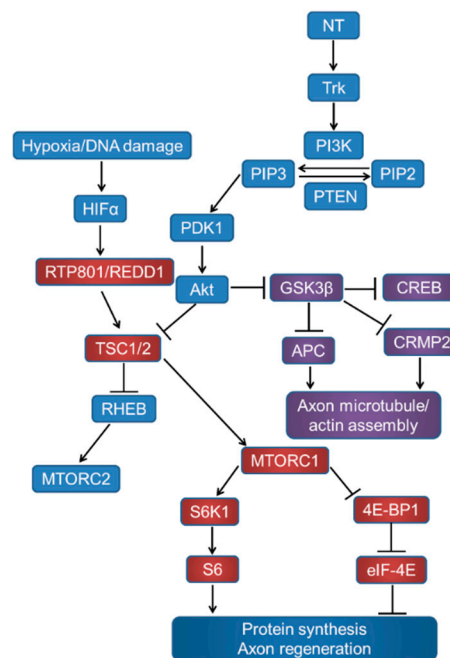 NT
Trk
PI3K
Hypoxia/DNA damage
PIP3
PIP2
PTEN
HIFα
PDK1
RTP801/REDD1
Akt
GSK3β
CREB
TSC1/2
APC
CRMP2
RHEB
Axon microtubule/
actin assembly
MTORC2
MTORC1
S6K1
4E-BP1
S6
eIF-4E
Protein synthesis
Axon regeneration